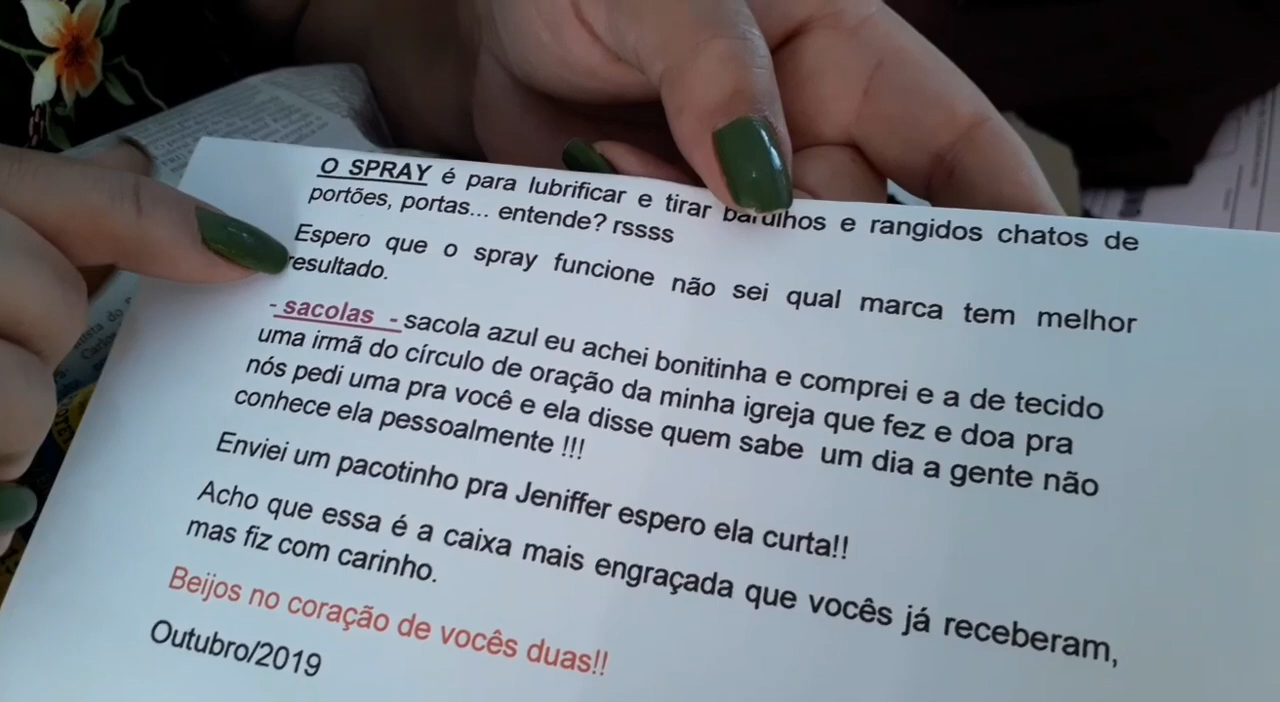 O SPRAY é para lubrificar e tirar barulhos e rangidos chatos de
portões, portas... entende? rssss
Espero que o spray funcione não sei qual marca tem melhor
resultado.
- sacolas - sacola azul eu achei bonitinha e comprei e a de tecido
uma irmã do círculo de oração da minha igreja que fez e doa pra
nós pedi uma pra você e ela disse quem sabe um dia a gente não
conhece ela pessoalmente !!!
Enviei um pacotinho pra Jeniffer espero ela curta!!
Acho que essa é a caixa mais engraçada que vocês já receberam,
mas fiz com carinho.
Beijos no coração de vocês duas!!
Outubro/2019